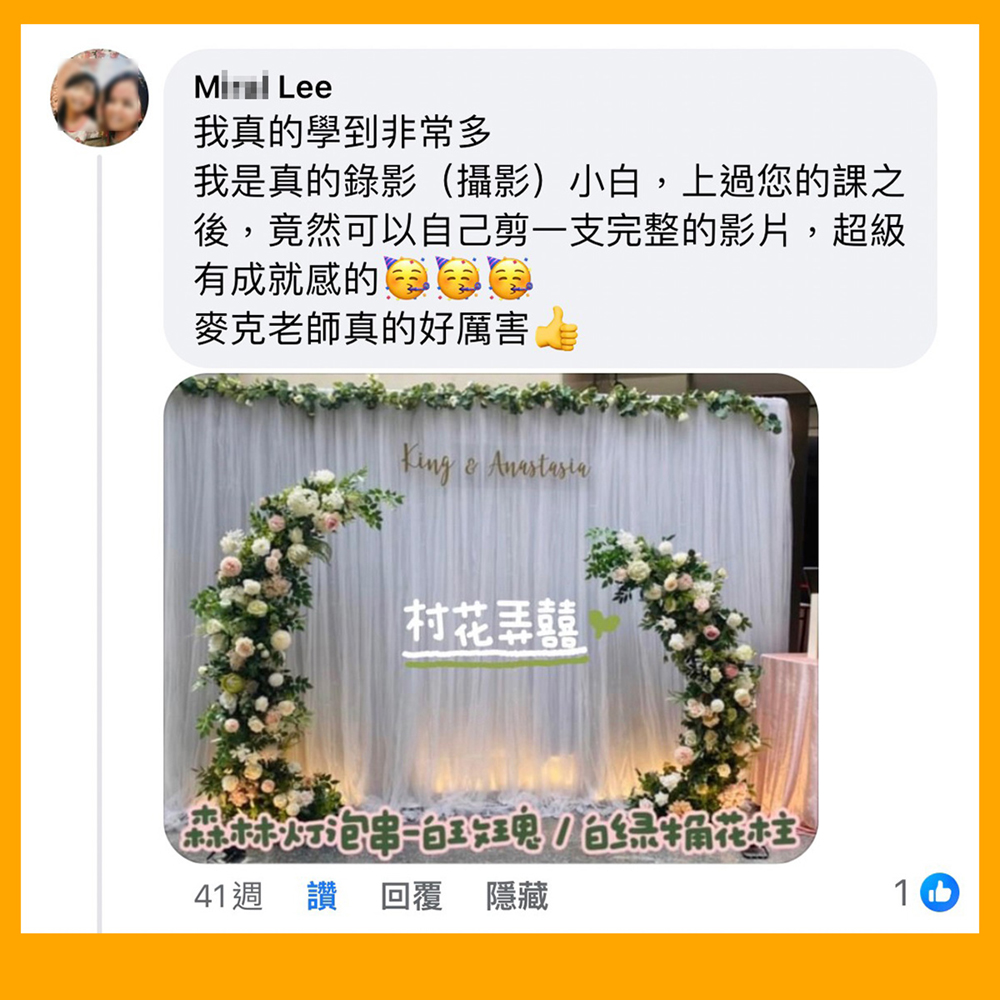 Lee
我真的學到非常多
我是真的錄影（攝影）小白，上過您的課之
後，竟然可以自己剪一支完整的影片，超級
有成就感的🥳🥳🥳
麥克老師真的好厲害👍
King & Anastasia
村花弄囍
森林灯泡串-白玫瑰 / 白绿桶花柱
41週 讚 回覆 隱藏 1